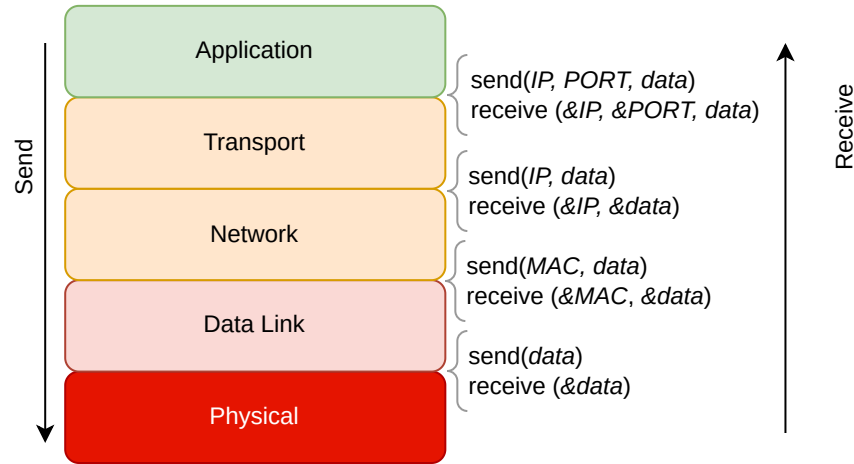 Application
send(IP, PORT, data)
receive (&IP, &PORT, data)
Transport
send(IP, data)
receive (&IP, &data)
Network
send(MAC, data)
receive (&MAC, &data)
Data Link
send(data)
receive (&data)
Physical
Send
Receive